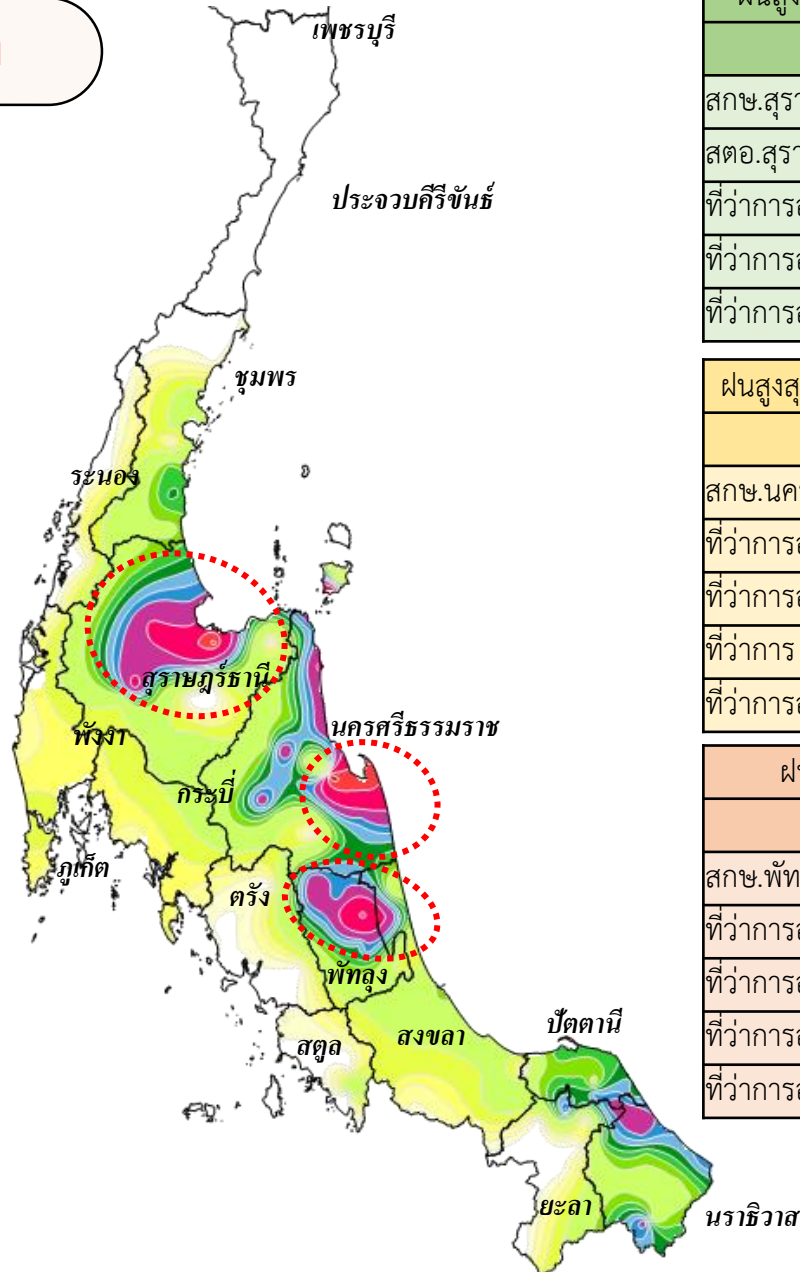 เพชรบุรี
ประจวบคีรีขันธ์
ชุมพร
ระนอง
สุราษฎร์ธานี
นครศรีธรรมราช
พังงา
กระบี่
ภูเก็ต
ตรัง
พัทลุง
สงขลา
ปัตตานี
สตูล
ยะลา
นราธิวาส
ฝนสูง
สกษ.สุรา
สตอ.สุรา
ที่ว่าการอ
ที่ว่าการอ
ที่ว่าการอ
ฝนสูงสุ
สกษ.นค
ที่ว่าการอ
ที่ว่าการอ
ที่ว่าการ
ที่ว่าการอ
ฝน
สกษ.พัท
ที่ว่าการอ
ที่ว่าการอ
ที่ว่าการอ
ที่ว่าการอ